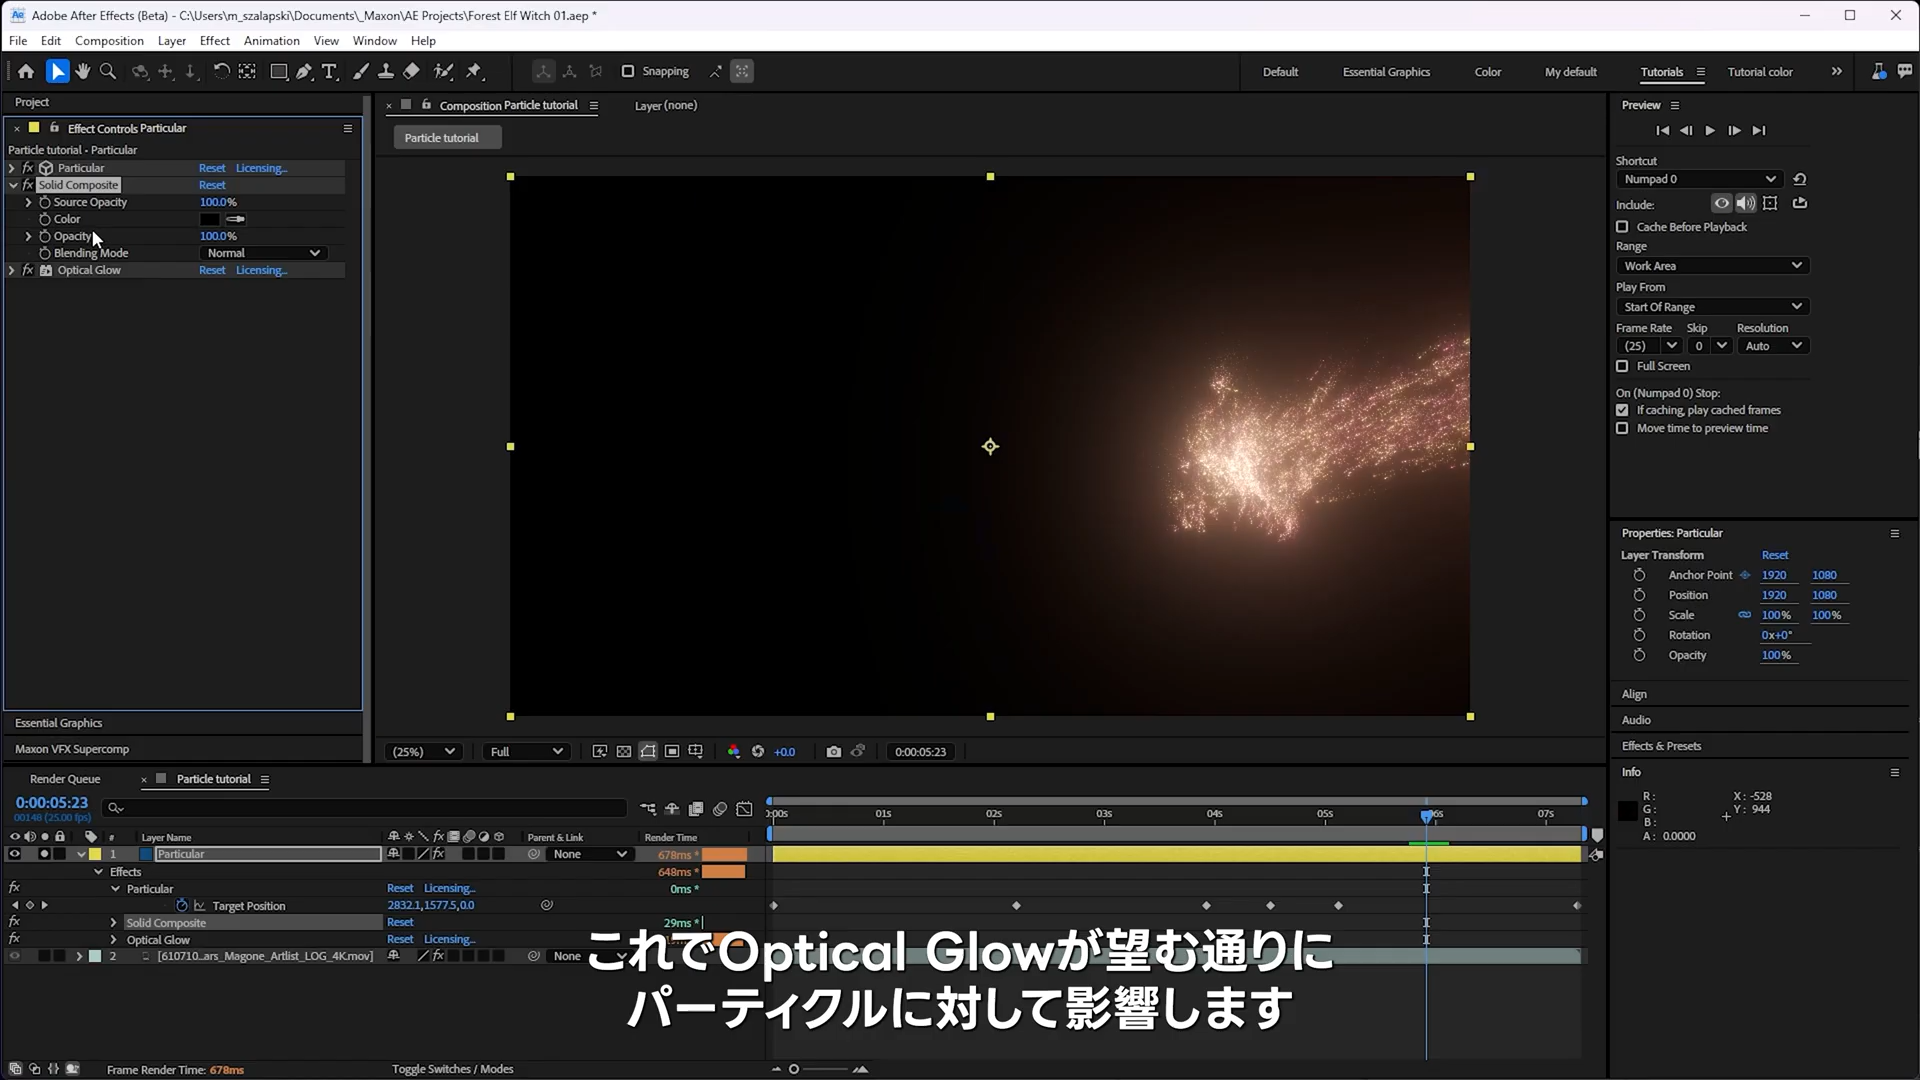 Adobe After Effects (Beta) - C:\Users\m_szalapski\Documents\_Maxon\AE Projects\Forest Elf Witch 01.aep *
File Edit Composition Layer Effect Animation View Window Help
Snapping
Default Essential Graphics Color My default Tutorials Tutorial color
Project
Effect Controls Particular
Particle tutorial • Particular
fx Particular Reset Licensing...
fx Solid Composite Reset
Source Opacity 100.0%
Color
Opacity 100.0%
Blending Mode Normal
fx Optical Glow Reset Licensing...
Essential Graphics
Maxon VFX Supercomp
Composition Particle tutorial
Layer (none)
Particle tutorial
(25%) Full +0.0 0:00:05:23
Preview
Shortcut
Numpad 0
Include:
Cache Before Playback
Range
Work Area
Play From
Start Of Range
Frame Rate Skip Resolution
(25) 0 Auto
Full Screen
On (Numpad 0) Stop:
If caching, play cached frames
Move time to preview time
Properties: Particular
Layer Transform Reset
Anchor Point 1920 1080
Position 1920 1080
Scale 100% 100%
Rotation 0x+0°
Opacity 100%
Align
Audio
Effects & Presets
Info
R: X: -528
G: Y: 944
B:
A: 0.0000
Render Queue Particle tutorial
0:00:05:23
00148 (25.00 fps)
# Layer Name Parent & Link Render Time
:00s 01s 02s 03s 04s 05s 06s 07s
1 Particular None 678ms *
Effects 648ms *
fx Particular Reset Licensing... 0ms *
Target Position 2832.1,1577.5,0.0
fx Solid Composite Reset 29ms *
fx Optical Glow Reset Licensing...
2 [610710...ars_Magone_Artlist_LOG_4K.mov] None
これでOptical Glowが望む通りに
パーティクルに対して影響します
Frame Render Time: 678ms Toggle Switches / Modes